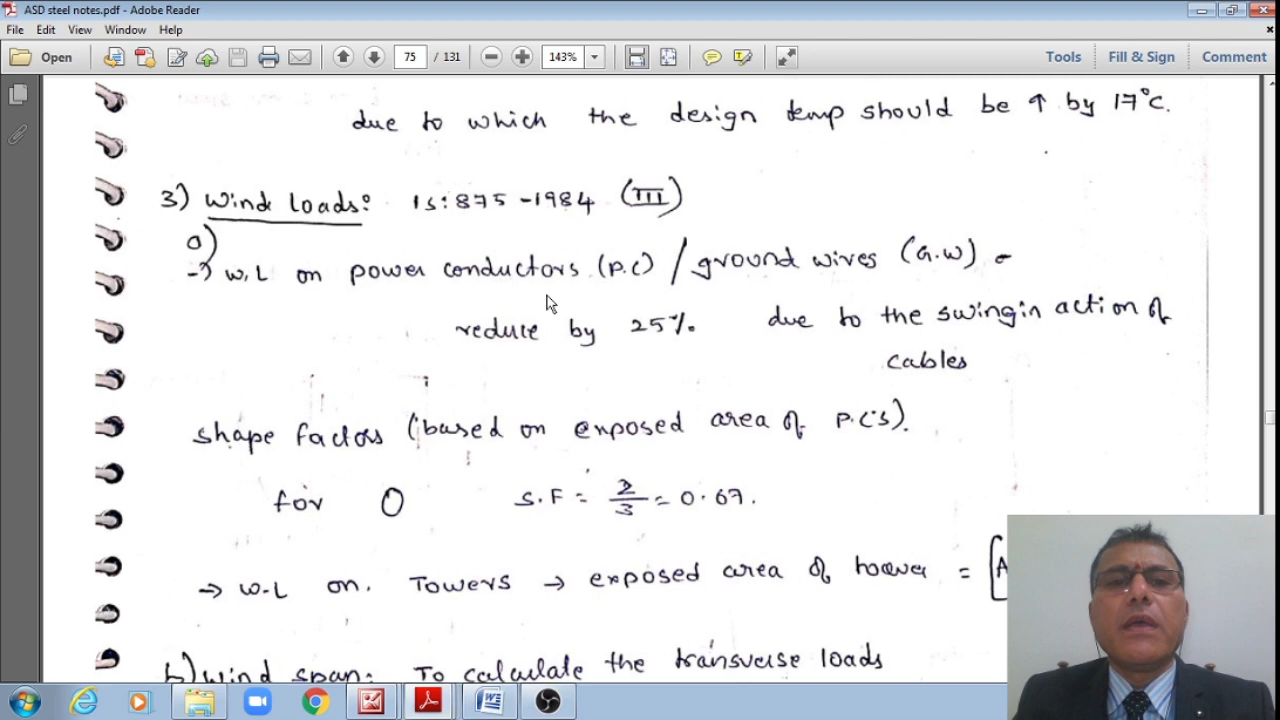 ASD steel notes.pdf - Adobe Reader
File Edit View Window Help
Open 75 / 131 143% Tools Fill & Sign Comment
due to which the design temp should be ↑ by 17°C.
3) Wind Loads: IS:875 -1984 (III)
a)
→ W.L on power conductors (P.C) / ground wires (G.W) -
reduce by 25% due to the swingin action of
cables
shape factors (based on exposed area of P.C's).
for O S.F = 2/3 = 0.67.
→ W.L on. Towers → exposed area of tower = [A
b) wind span: To calculate the transverse loads